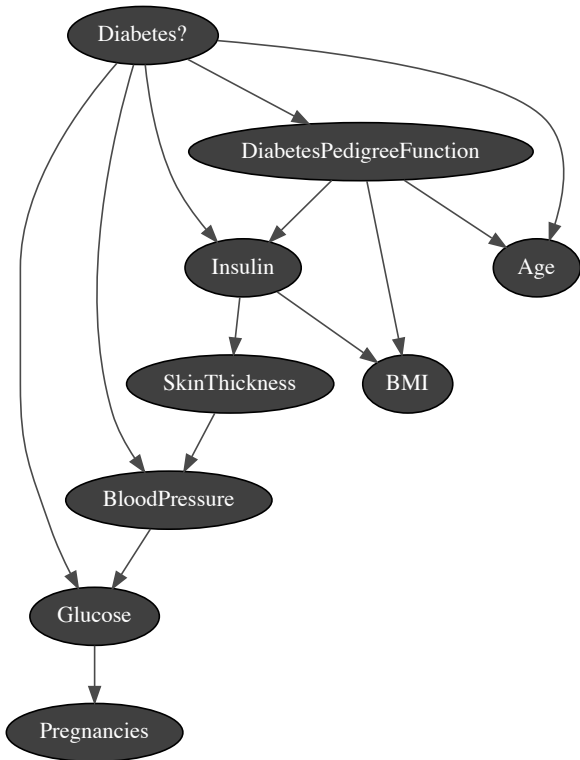 Diabetes?
DiabetesPedigreeFunction
Insulin
Age
SkinThickness
BMI
BloodPressure
Glucose
Pregnancies